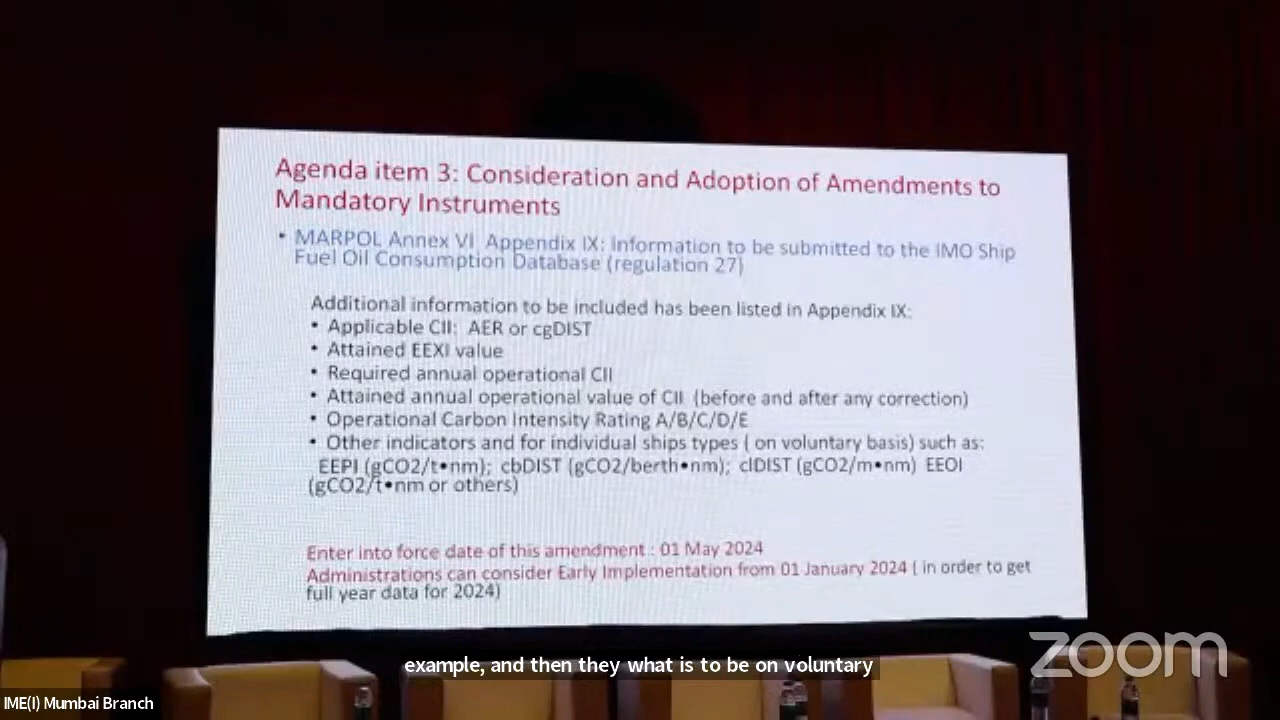 Agenda item 3: Consideration and Adoption of Amendments to
Mandatory Instruments
• MARPOL Annex VI Appendix IX: Information to be submitted to the IMO Ship
Fuel Oil Consumption Database (regulation 27)
Additional information to be included has been listed in Appendix IX:
• Applicable CII: AER or cgDIST
• Attained EEXI value
• Required annual operational CII
• Attained annual operational value of CII (before and after any correction)
• Operational Carbon Intensity Rating A/B/C/D/E
• Other indicators and for individual ships types ( on voluntary basis) such as:
EEPI (gCO2/t•nm); cbDIST (gCO2/berth•nm); clDIST (gCO2/m•nm) EEOI
(gCO2/t•nm or others)
Enter into force date of this amendment : 01 May 2024
Administrations can consider Early Implementation from 01 January 2024 ( in order to get
full year data for 2024)
example, and then they what is to be on voluntary
zoom
IME(I) Mumbai Branch